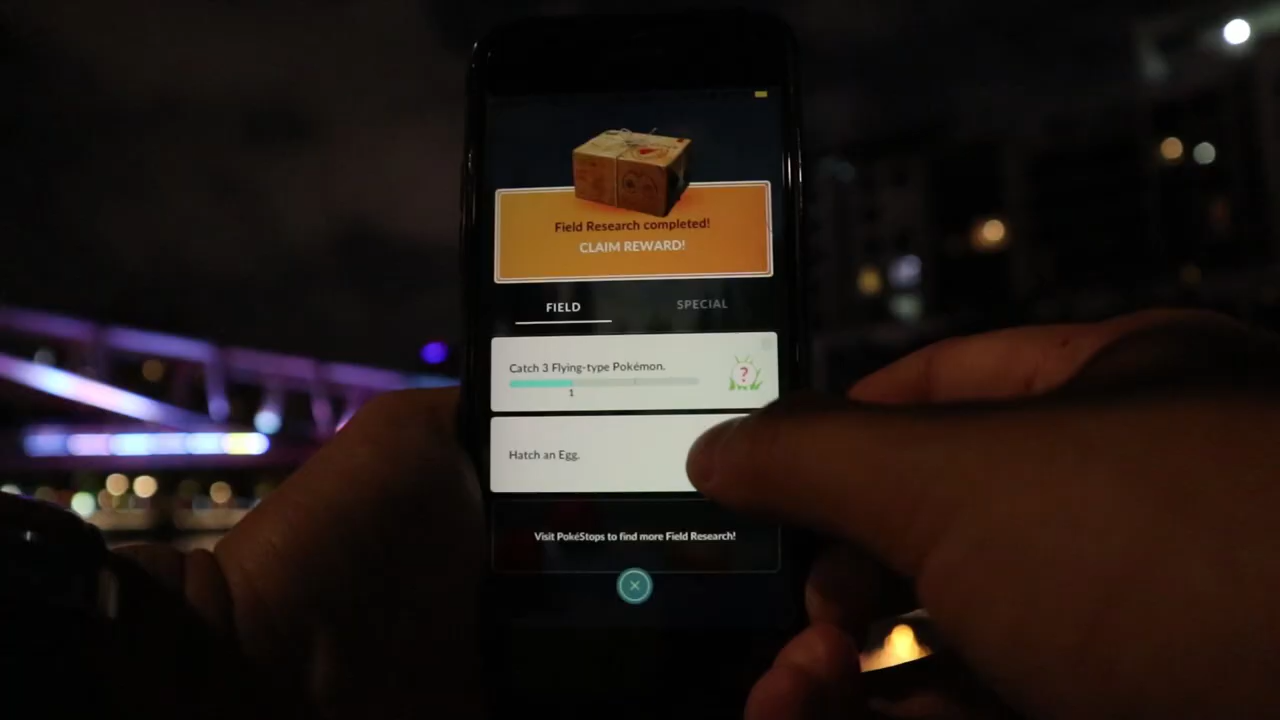 Field Research completed!
CLAIM REWARD!
FIELD
SPECIAL
Catch 3 Flying-type Pokémon.
?
1
Hatch an Egg.
Visit PokéStops to find more Field Research!